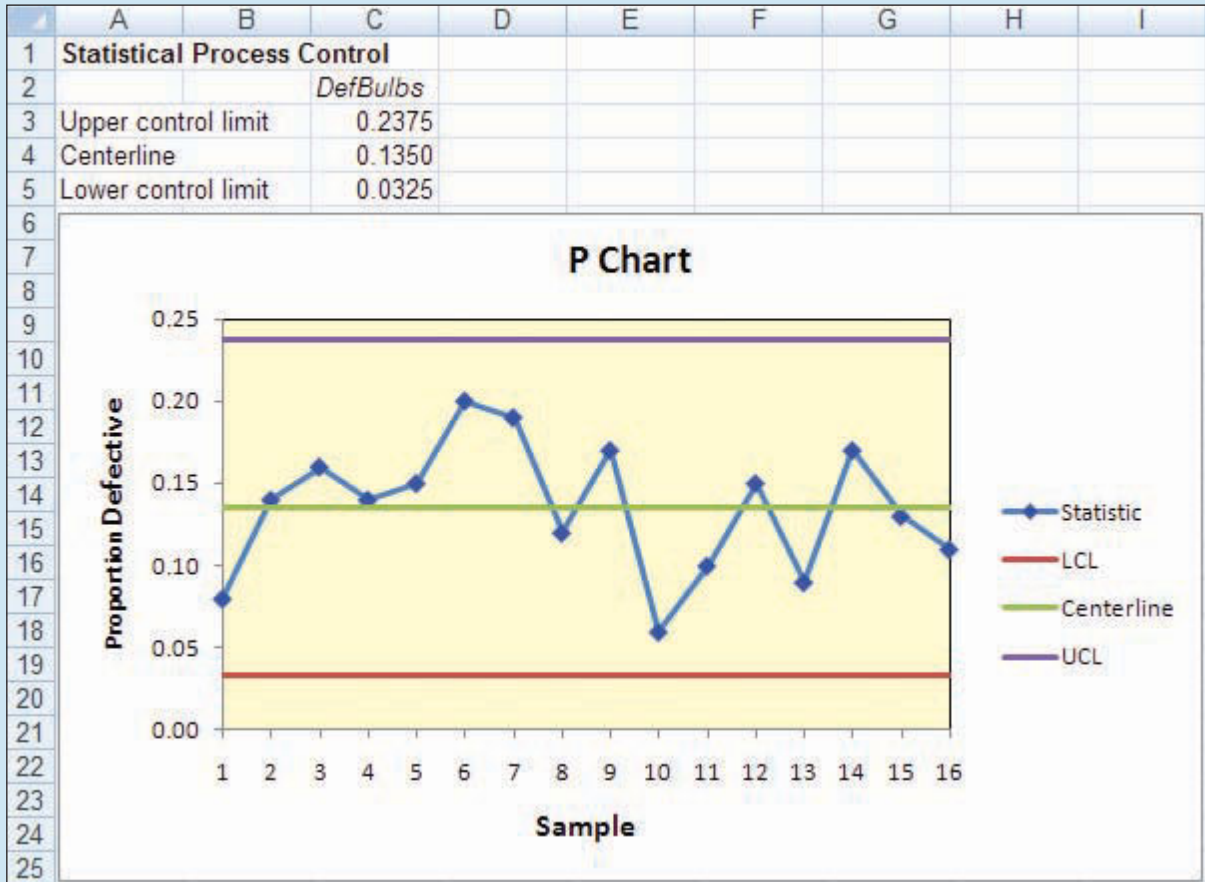 A B C D E F G H I
1 Statistical Process Control
2 DefBulbs
3 Upper control limit 0.2375
4 Centerline 0.1350
5 Lower control limit 0.0325
6
7
8
9
10
11
12
13
14
15
16
17
18
19
20
21
22
23
24
25
P Chart
Proportion Defective
0.25
0.20
0.15
0.10
0.05
0.00
1 2 3 4 5 6 7 8 9 10 11 12 13 14 15 16
Sample
Statistic
LCL
Centerline
UCL